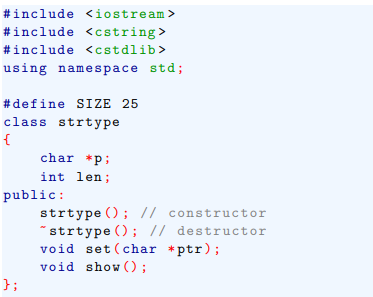 #include <iostream>
#include <cstring>
#include <cstdlib>
using namespace std;

#define SIZE 25
class strtype
{
    char *p;
    int len;
public:
    strtype(); // constructor
    ~strtype(); // destructor
    void set(char *ptr);
    void show();
};